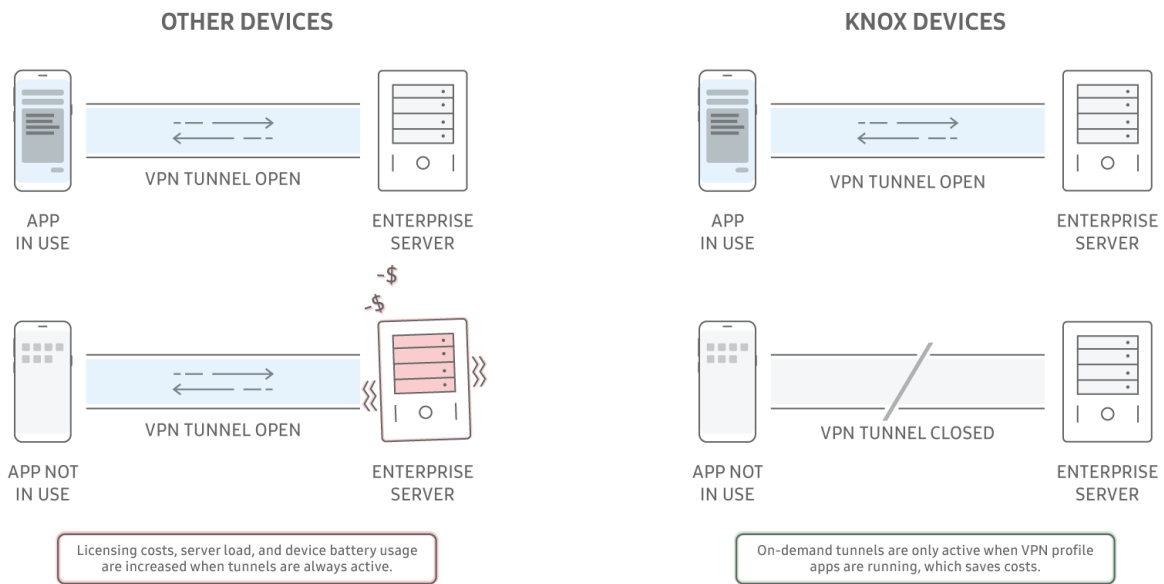 OTHER DEVICES
VPN TUNNEL OPEN
APP
IN USE
ENTERPRISE
SERVER
-$
-$
VPN TUNNEL OPEN
APP NOT
IN USE
ENTERPRISE
SERVER
Licensing costs, server load, and device battery usage
are increased when tunnels are always active.
KNOX DEVICES
VPN TUNNEL OPEN
APP
IN USE
ENTERPRISE
SERVER
VPN TUNNEL CLOSED
APP NOT
IN USE
ENTERPRISE
SERVER
On-demand tunnels are only active when VPN profile
apps are running, which saves costs.